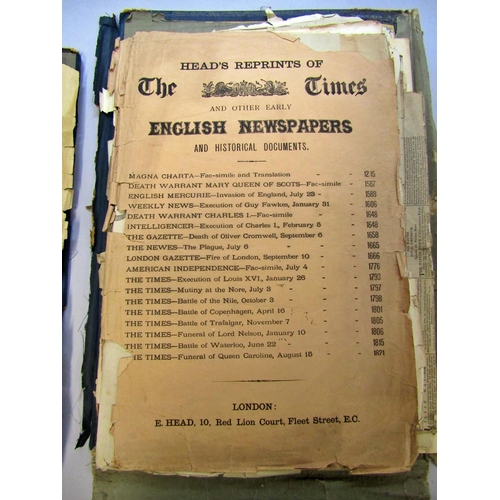 HEAD'S REPRINTS OF
The Times
AND OTHER EARLY
ENGLISH NEWSPAPERS
AND HISTORICAL DOCUMENTS.
MAGNA CHARTA—Fac-simile and Translation - - 1215
DEATH WARRANT MARY QUEEN OF SCOTS—Fac-simile - 1587
ENGLISH MERCURIE—Invasion of England, July 23 - - 1588
WEEKLY NEWS—Execution of Guy Fawkes, January 31 - 1606
DEATH WARRANT CHARLES I.—Fac-simile - - 1648
INTELLIGENCER—Execution of Charles I., February 5 - 1648
THE GAZETTE—Death of Oliver Cromwell, September 6 - 1658
THE NEWES—The Plague, July 6 - - - 1665
LONDON GAZETTE—Fire of London, September 10 - - 1666
AMERICAN INDEPENDENCE—Fac-simile, July 4 - - 1776
THE TIMES—Execution of Louis XVI., January 26 - - 1793
THE TIMES—Mutiny at the Nore, July 3 - - - 1797
THE TIMES—Battle of the Nile, October 3 - - - 1798
THE TIMES—Battle of Copenhagen, April 16 - - - 1801
THE TIMES—Battle of Trafalgar, November 7 - - - 1805
THE TIMES—Funeral of Lord Nelson, January 10 - - 1806
THE TIMES—Battle of Waterloo, June 22 - - - 1815
THE TIMES—Funeral of Queen Caroline, August 15 - - 1821
LONDON:
E. HEAD, 10, Red Lion Court, Fleet Street, E.C.